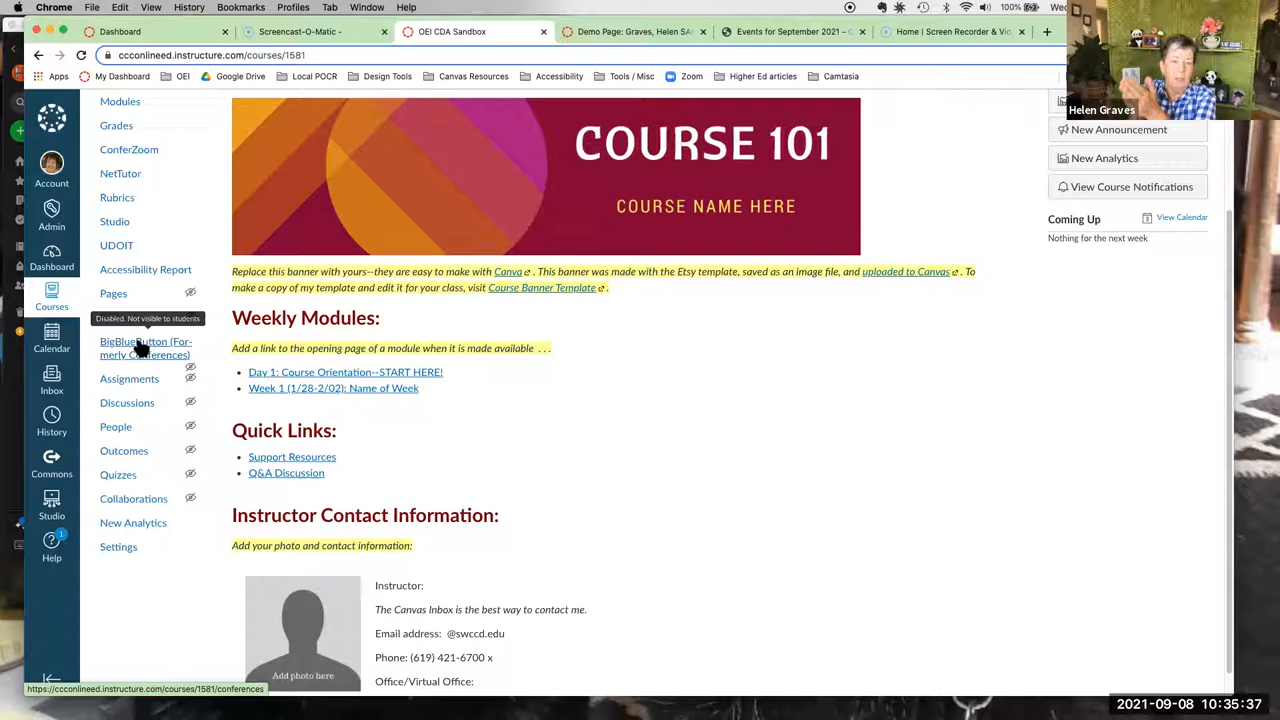 Chrome File Edit View History Bookmarks Profiles Tab Window Help 100% Wed
Dashboard
Screencast-O-Matic -
OEI CDA Sandbox
Demo Page: Graves, Helen SA
Events for September 2021 –
Home | Screen Recorder & Vi
ccconlineed.instructure.com/courses/1581
Apps
My Dashboard
OEI
Google Drive
Local POCR
Design Tools
Canvas Resources
Accessibility
Tools / Misc
Zoom
Higher Ed articles
Camtasia
Helen Graves
Account
Admin
Dashboard
Courses
Calendar
Inbox
History
Commons
Studio
1
Help
Modules
Grades
ConferZoom
NetTutor
Rubrics
Studio
UDOIT
Accessibility Report
Pages
Disabled. Not visible to students
BigBlueButton (For-
merly Conferences)
Assignments
Discussions
People
Outcomes
Quizzes
Collaborations
New Analytics
Settings
COURSE 101
COURSE NAME HERE
Replace this banner with yours--they are easy to make with Canva . This banner was made with the Etsy template, saved as an image file, and uploaded to Canvas . To
make a copy of my template and edit it for your class, visit Course Banner Template .
Weekly Modules:
Add a link to the opening page of a module when it is made available . . .
• Day 1: Course Orientation--START HERE!
• Week 1 (1/28-2/02): Name of Week
Quick Links:
• Support Resources
• Q&A Discussion
Instructor Contact Information:
Add your photo and contact information:
Add photo here
Instructor:
The Canvas Inbox is the best way to contact me.
Email address: @swccd.edu
Phone: (619) 421-6700 x
Office/Virtual Office:
New Announcement
New Analytics
View Course Notifications
Coming Up
View Calendar
Nothing for the next week
https://ccconlineed.instructure.com/courses/1581/conferences
2021-09-08 10:35:37